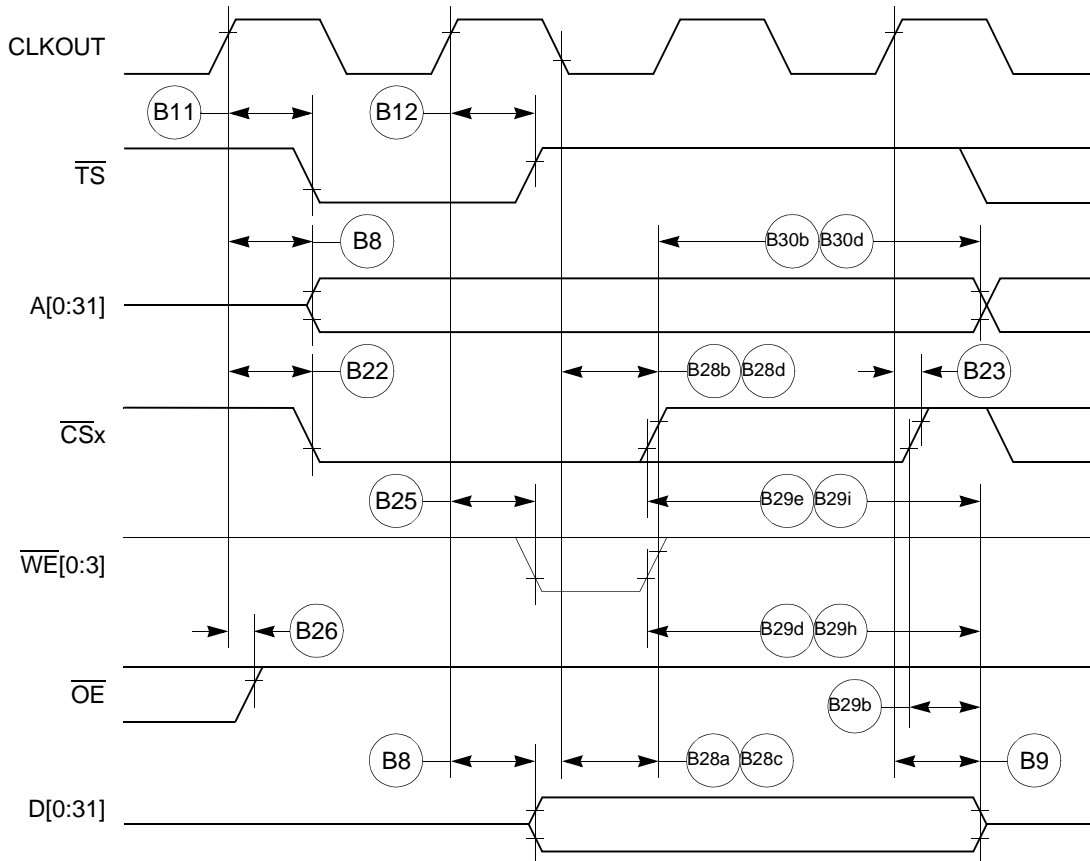 CLKOUT
B11
B12
TS
B8
B30b B30d
A[0:31]
B22
B28b B28d
B23
CSx
B25
B29e B29i
WE[0:3]
B26
B29d B29h
OE
B29b
B8
B28a B28c
B9
D[0:31]